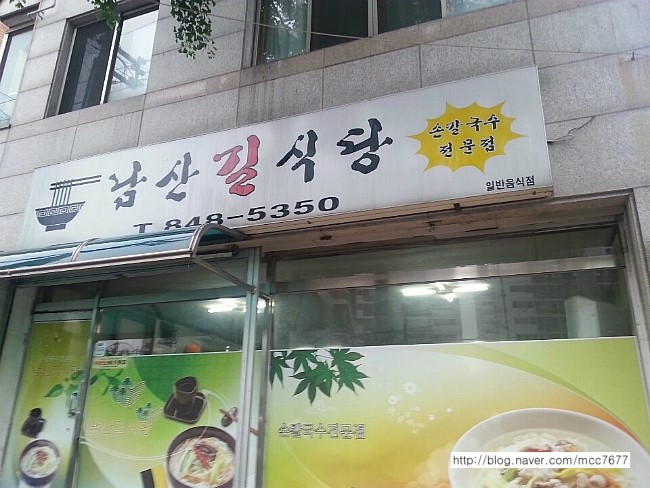 남산 길 식탕
손칼국수
전문점
일반음식점
T.848-5350
손칼국수전문점
http://blog.naver.com/mcc7677